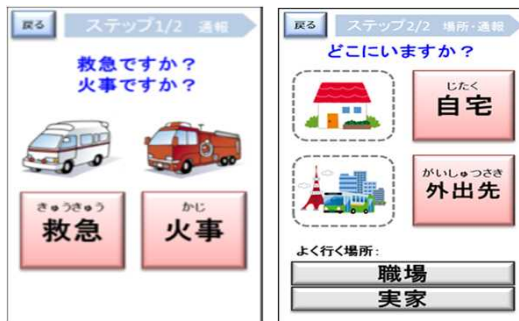 戻る
ステップ1/2 通報
救急ですか?
火事ですか?
きゅうきゅう
救急
かじ
火事
戻る
ステップ2/2 場所・通報
どこにいますか?
じたく
自宅
がいしゅつさき
外出先
よく行く場所:
職場
実家